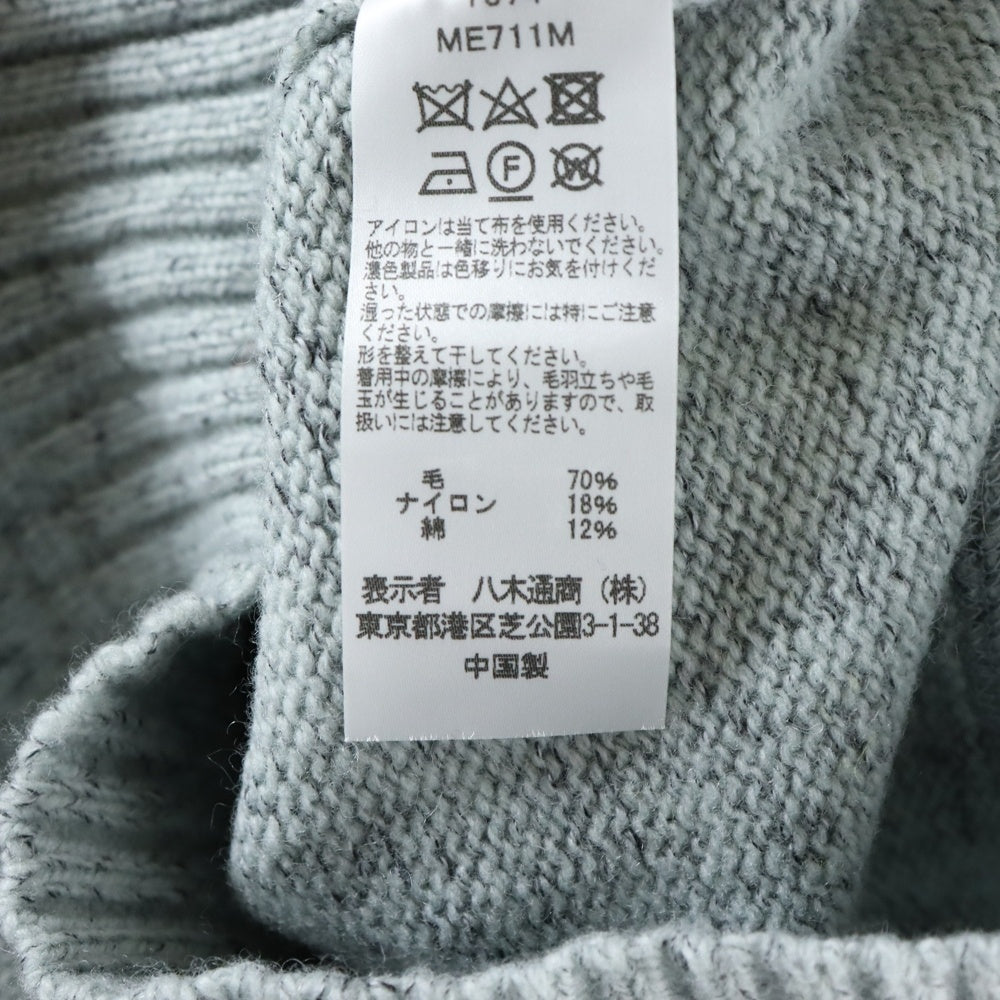 ME711M
F
W
アイロンは当て布を使用ください。
他の物と一緒に洗わないでください。
濃色製品は色移りにお気を付けくだ
さい。
湿った状態での摩擦には特にご注意
ください。
形を整えて干してください。
着用中の摩擦により、毛羽立ちや毛
玉が生じることがありますので、取
扱いには注意してください。
毛 70%
ナイロン 18%
綿 12%
表示者 八木通商(株)
東京都港区芝公園3-1-38
中国製